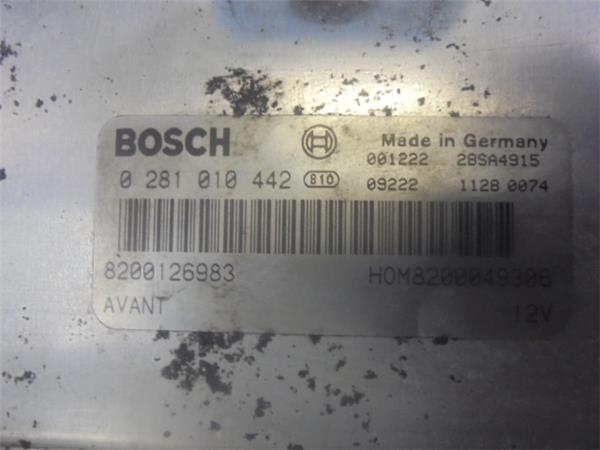 BOSCH
Made in Germany
001222 28SA4915
0 281 010 442 810
09222 1128 0074
8200126983 HOM8200049306
AVANT 12V